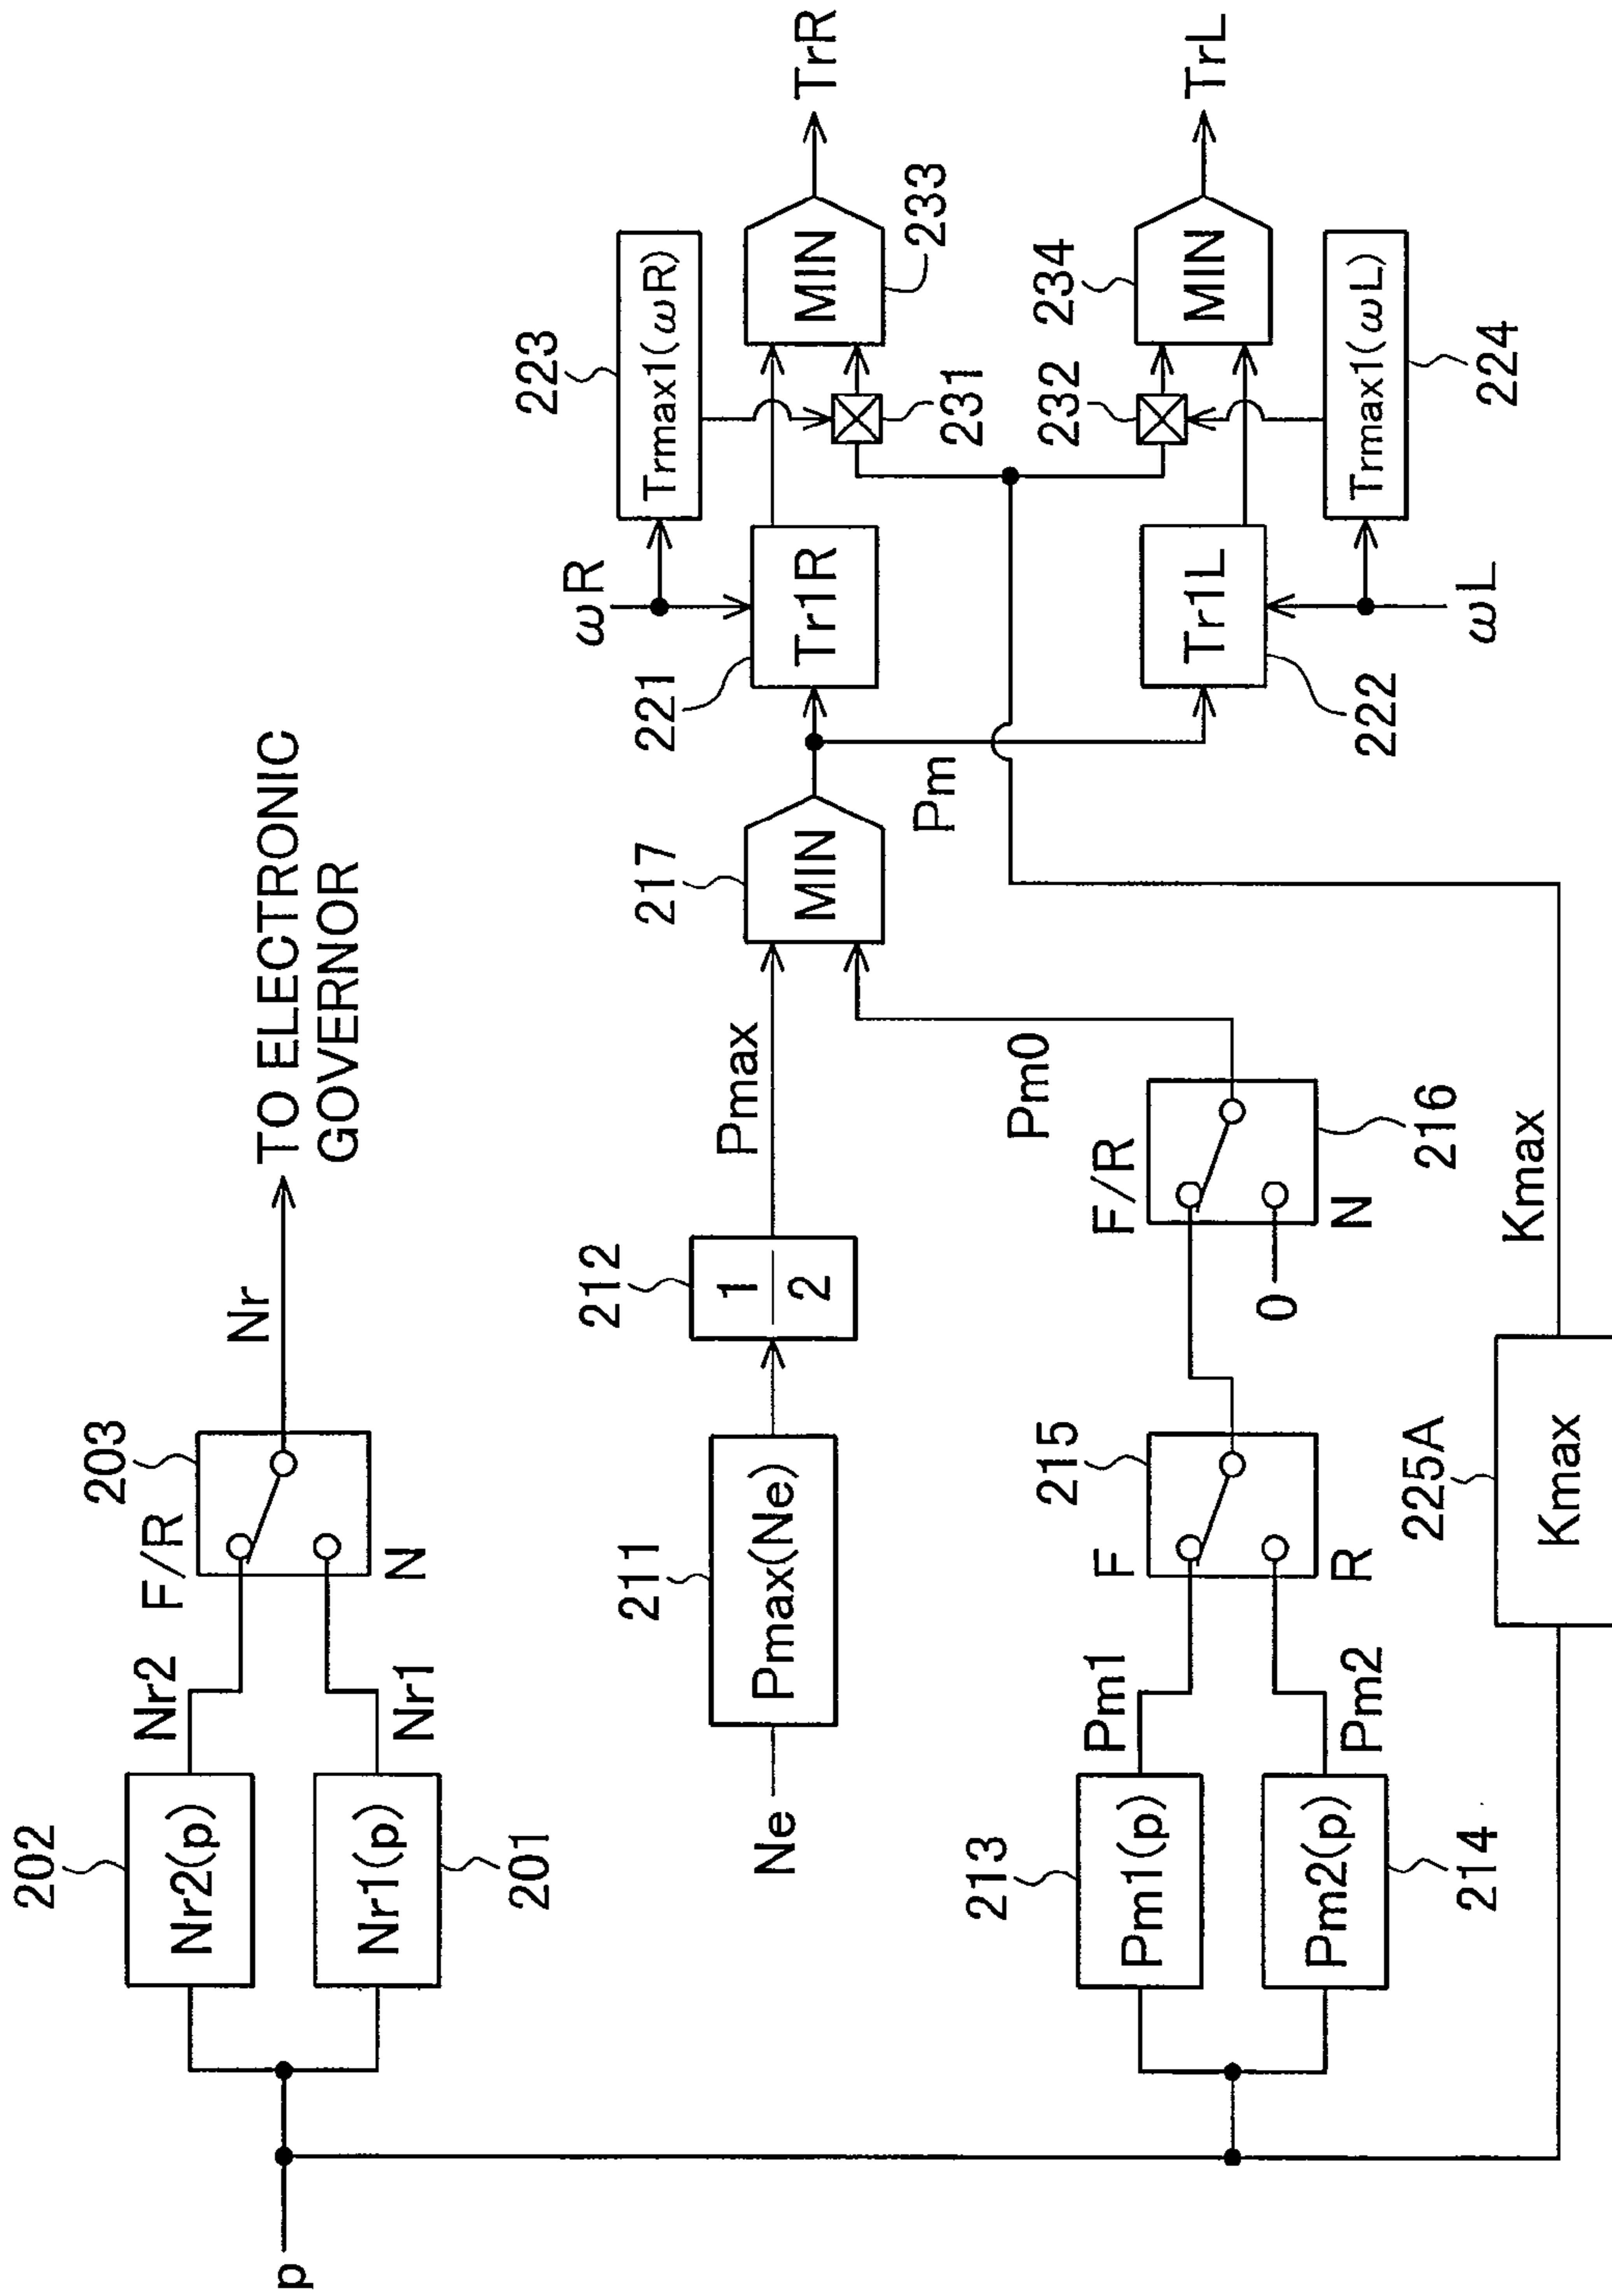 202
Nr2(p)
Nr2
F/R
203
Nr
TO ELECTRONIC
GOVERNOR
p
Nr1(p)
201
Nr1
N
211
Pmax(Ne)
Ne
212
1
2
Pmax
217
MIN
Pm
ωR
223
Trmax1(ωR)
221
Tr1R
231
MIN
233
TrR
213
Pm1(p)
Pm1
F
215
F/R
Pm0
216
Pm2(p)
214
Pm2
R
0
N
Tr1L
222
232
234
MIN
TrL
ωL
Trmax1(ωL)
224
225A
Kmax
Kmax